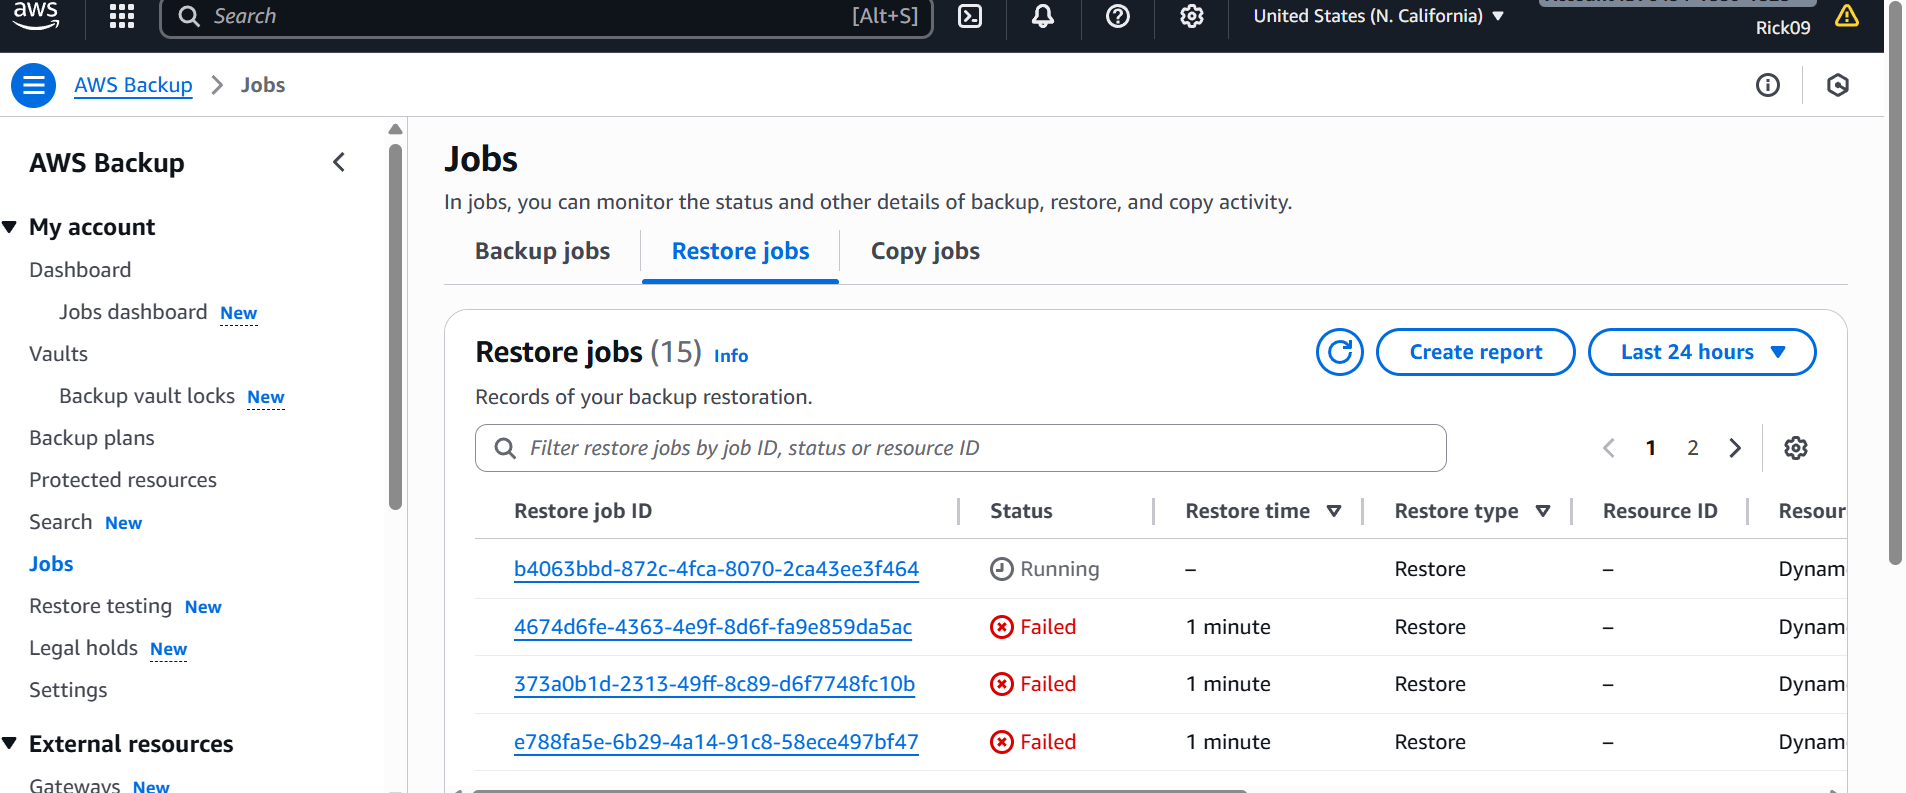 aws
Search [Alt+S] United States (N. California)
Rick09
AWS Backup Jobs
AWS Backup
My account
Dashboard
Jobs dashboard New
Vaults
Backup vault locks New
Backup plans
Protected resources
Search New
Jobs
Restore testing New
Legal holds New
Settings
External resources
Gateways New
Jobs
In jobs, you can monitor the status and other details of backup, restore, and copy activity.
Backup jobs Restore jobs Copy jobs
Restore jobs (15) Info Create report Last 24 hours
Records of your backup restoration.
Filter restore jobs by job ID, status or resource ID 1 2
Restore job ID Status Restore time Restore type Resource ID Resour
b4063bbd-872c-4fca-8070-2ca43ee3f464 Running – Restore – Dynam
4674d6fe-4363-4e9f-8d6f-fa9e859da5ac Failed 1 minute Restore – Dynam
373a0b1d-2313-49ff-8c89-d6f7748fc10b Failed 1 minute Restore – Dynam
e788fa5e-6b29-4a14-91c8-58ece497bf47 Failed 1 minute Restore – Dynam